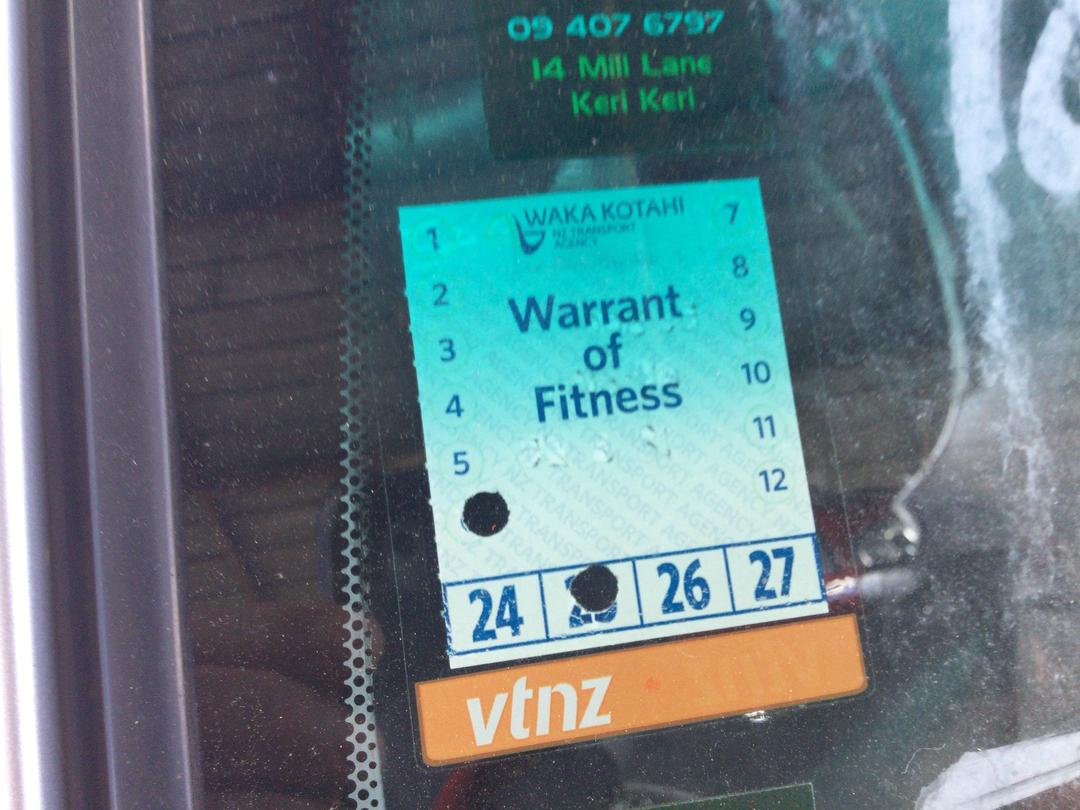 09 407 6797
14 Mill Lane
Keri Keri
WAKA KOTAHI
NZ TRANSPORT
AGENCY
1
2
3
4
5
7
8
9
10
11
12
Warrant
of
Fitness
24 26 27
vtnz